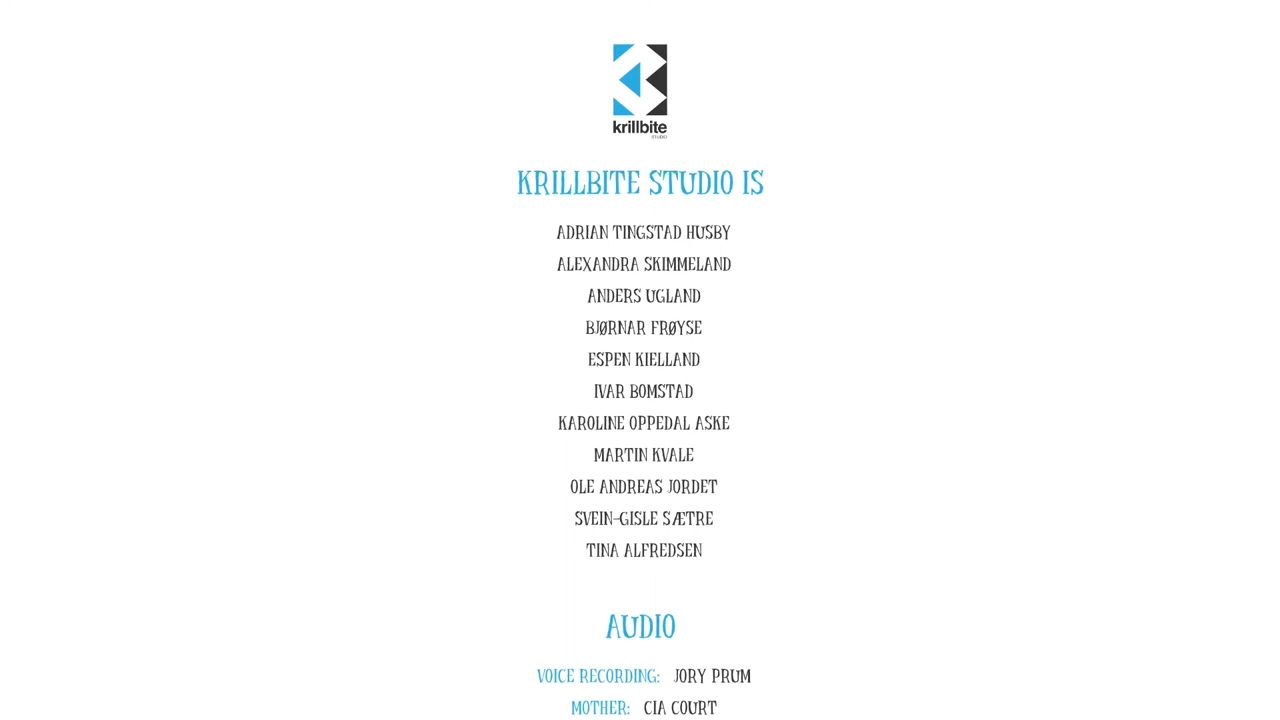 krillbite
STUDIO
KRILLBITE STUDIO IS
ADRIAN TINGSTAD HUSBY
ALEXANDRA SKIMMELAND
ANDERS UGLAND
BJØRNAR FRØYSE
ESPEN KIELLAND
IVAR BOMSTAD
KAROLINE OPPEDAL ASKE
MARTIN KVALE
OLE ANDREAS JORDET
SVEIN-GISLE SÆTRE
TINA ALFREDSEN
AUDIO
VOICE RECORDING: JORY PRUM
MOTHER: CIA COURT